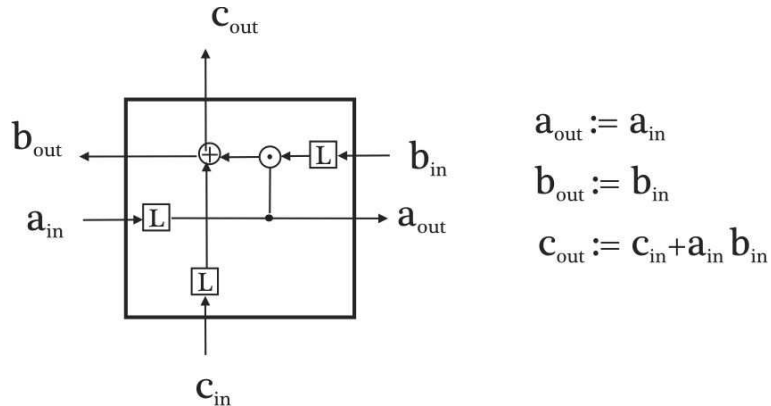 c_out
b_out
L
b_in
a_in
L
a_out
L
c_in
a_out := a_in
b_out := b_in
c_out := c_in+a_in b_in